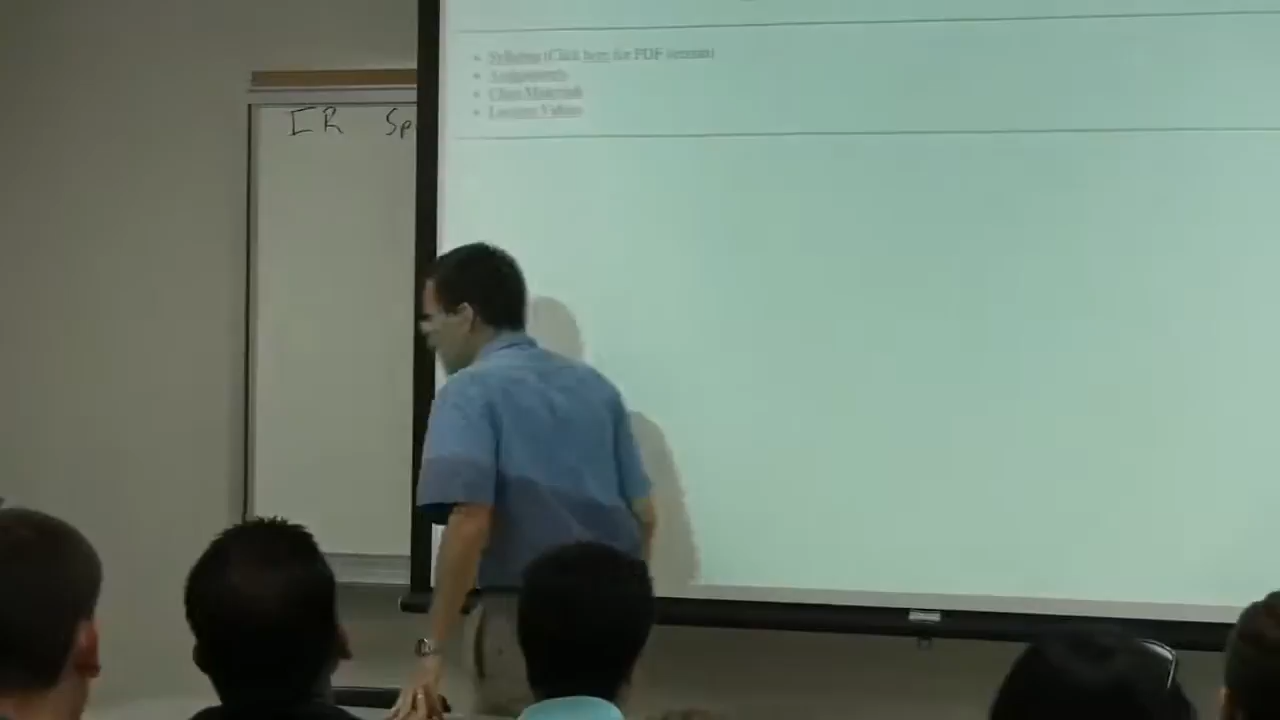 IR Sp
Syllabus (Click here for PDF version)
Assignments
Class Materials
Lecture Videos